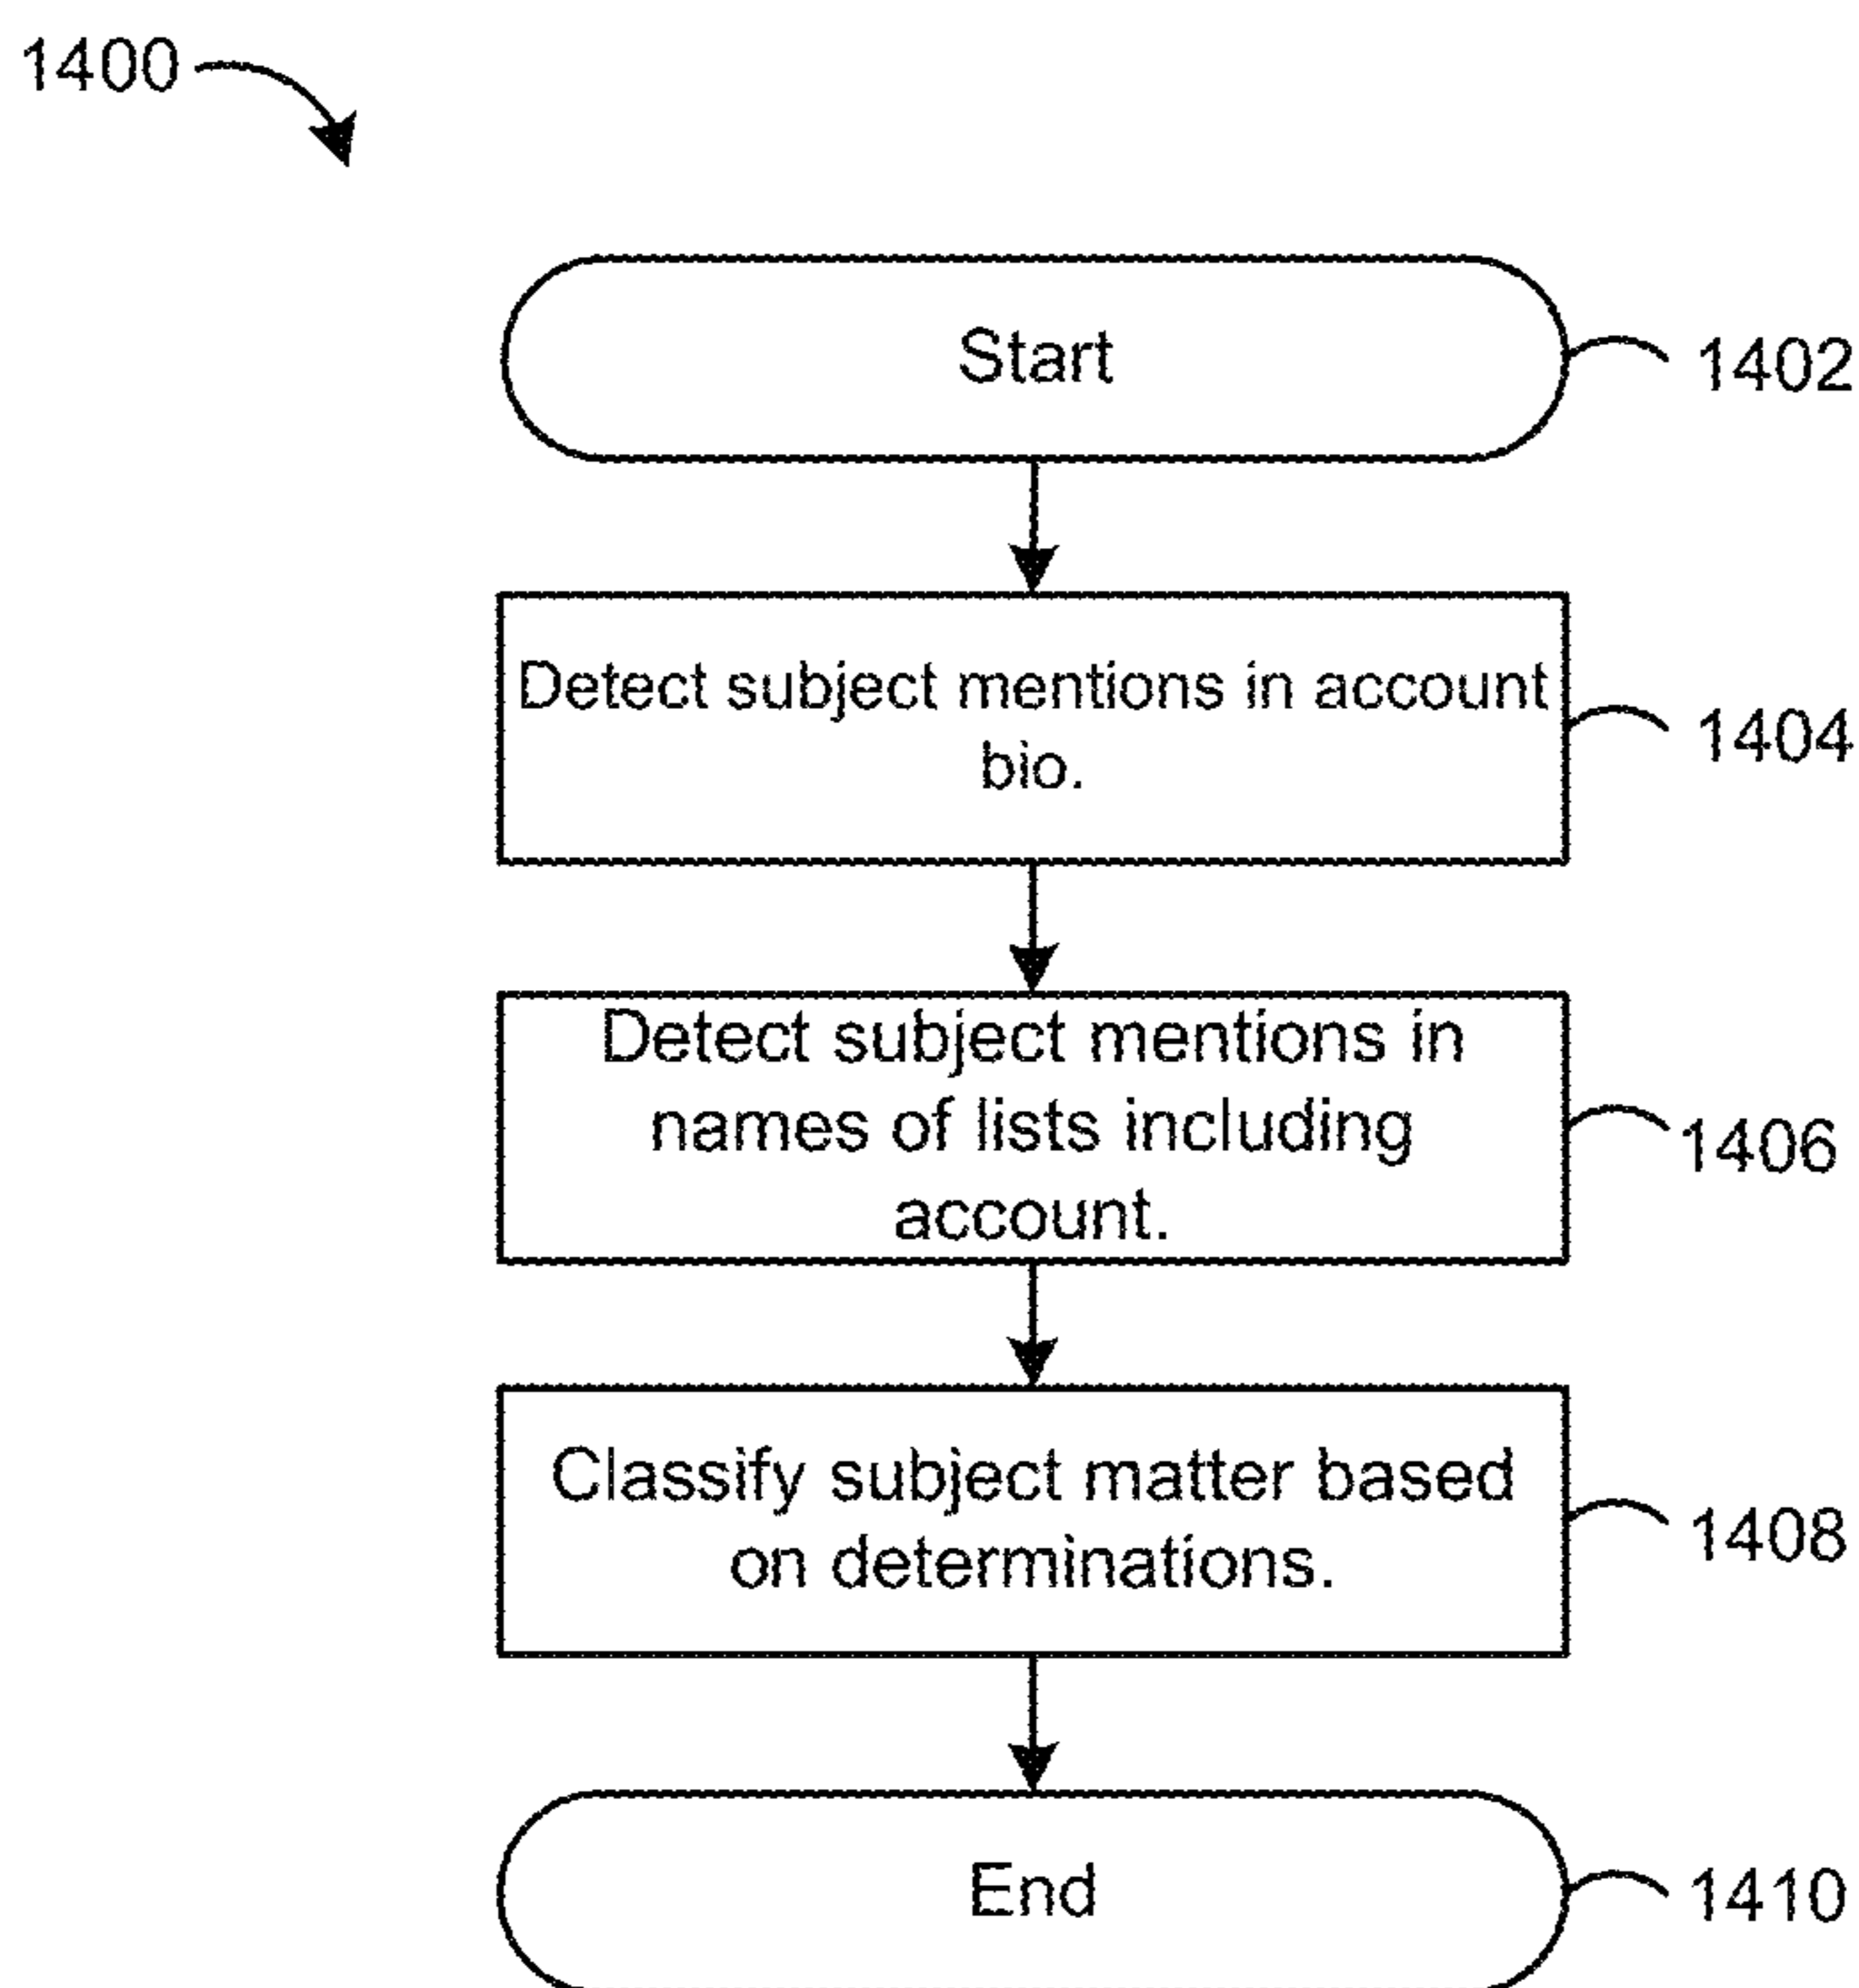 1400
Start
1402
Detect subject mentions in account
bio.
1404
Detect subject mentions in
names of lists including
account.
1406
Classify subject matter based
on determinations.
1408
End
1410